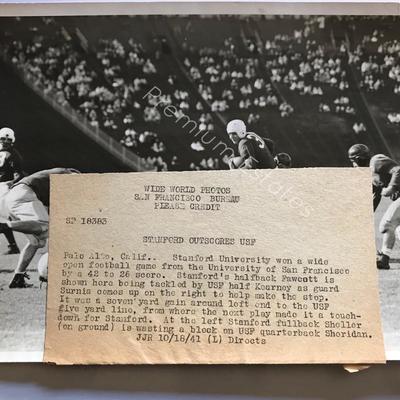 WIDE WORLD PHOTOS
SAN FRANCISCO BUREAU
PLEASE CREDIT
SF 18383
STANFORD OUTSCORES USF
Palo Alto, Calif.. Stanford University won a wide
open football game from the University of San Francisco
by a 42 to 26 score. Stanford's halfback Fawcett is
shown here being tackled by USF half Kearney as guard
Surnia comes up on the right to help make the stop.
It was a seven yard gain around left end to the USF
five yard line, from where the next play made it a touch-
down for Stanford. At the left Stanford fullback Sheller
(on ground) is wasting a block on USF quarterback Sheridan.
JJR 10/18/41 (L) Directs